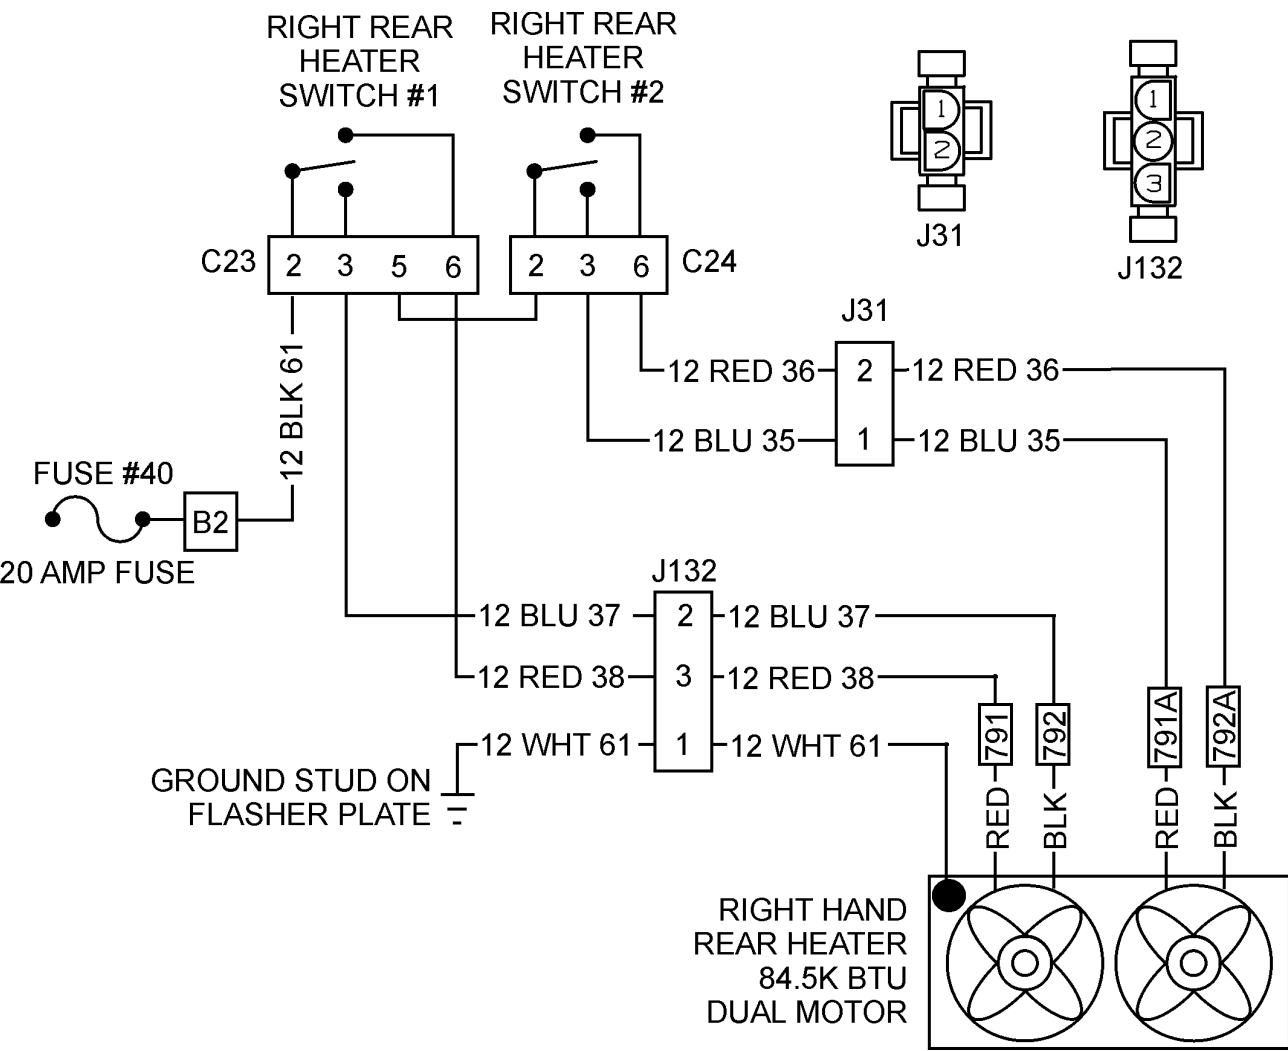 RIGHT REAR
HEATER
SWITCH #1
RIGHT REAR
HEATER
SWITCH #2
1
2
J31
1
2
3
J132
C23
2
3
5
6
2
3
6
C24
J31
12 RED 36
2
12 RED 36
12 BLU 35
1
12 BLU 35
12 BLK 61
FUSE #40
B2
20 AMP FUSE
J132
12 BLU 37
2
12 BLU 37
12 RED 38
3
12 RED 38
12 WHT 61
1
12 WHT 61
GROUND STUD ON
FLASHER PLATE
791
792
791A
792A
RED
BLK
RED
BLK
RIGHT HAND
REAR HEATER
84.5K BTU
DUAL MOTOR